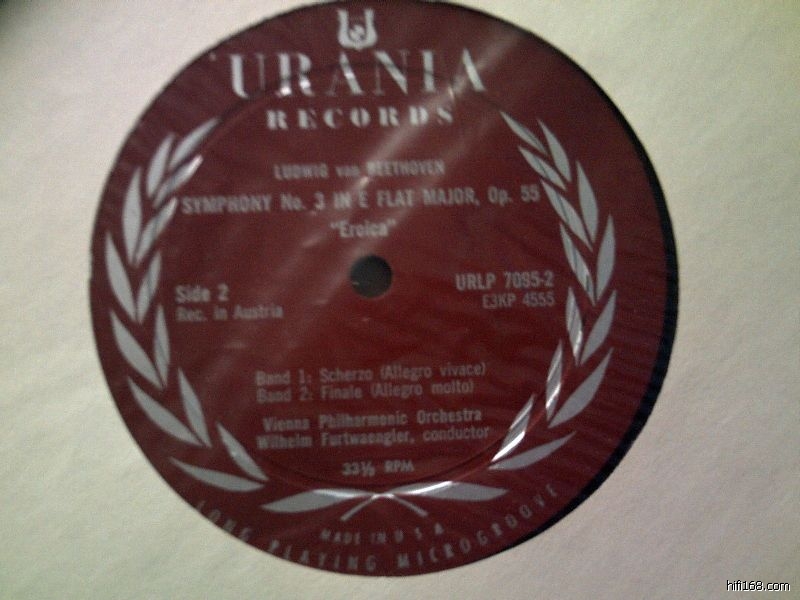 URANIA
RECORDS
LUDWIG van BEETHOVEN
SYMPHONY No. 3 IN E FLAT MAJOR, Op. 55
"Eroica"
Side 2
Rec. in Austria
URLP 7095-2
E3KP 4555
Band 1: Scherzo (Allegro vivace)
Band 2: Finale (Allegro molto)
Vienna Philharmonic Orchestra
Wilhelm Furtwaengler, conductor
33⅓ RPM
MADE IN U S A
LONG PLAYING MICROGROOVE
hifi168.com